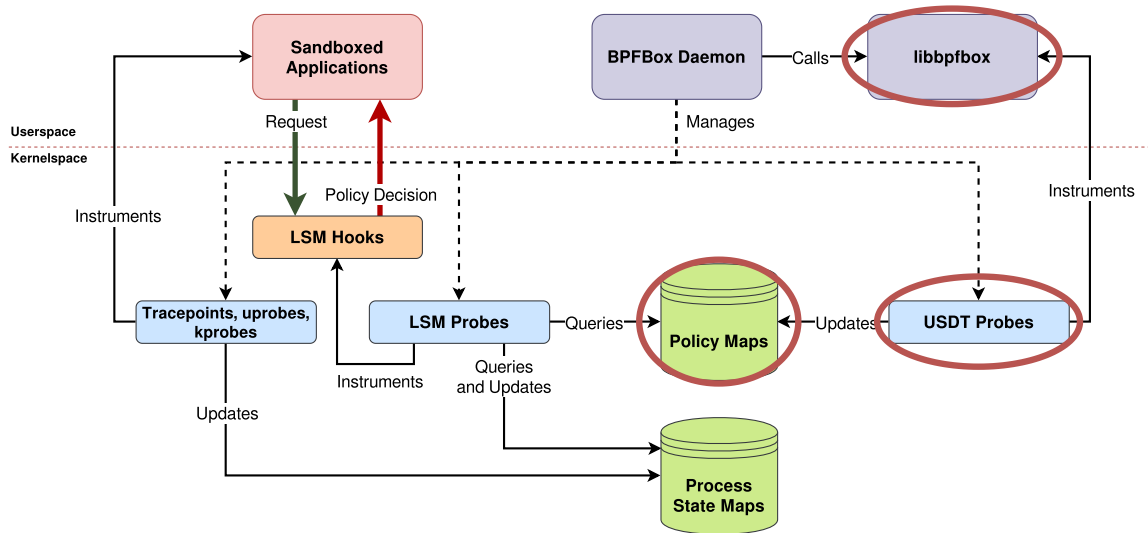 Sandboxed
Applications
BPFBox Daemon
Calls
libbpfbox
Request
Manages
Userspace
Kernelspace
Policy Decision
Instruments
Instruments
LSM Hooks
Tracepoints, uprobes,
kprobes
LSM Probes
Queries
Policy Maps
Updates
USDT Probes
Instruments
Queries
and Updates
Updates
Process
State Maps